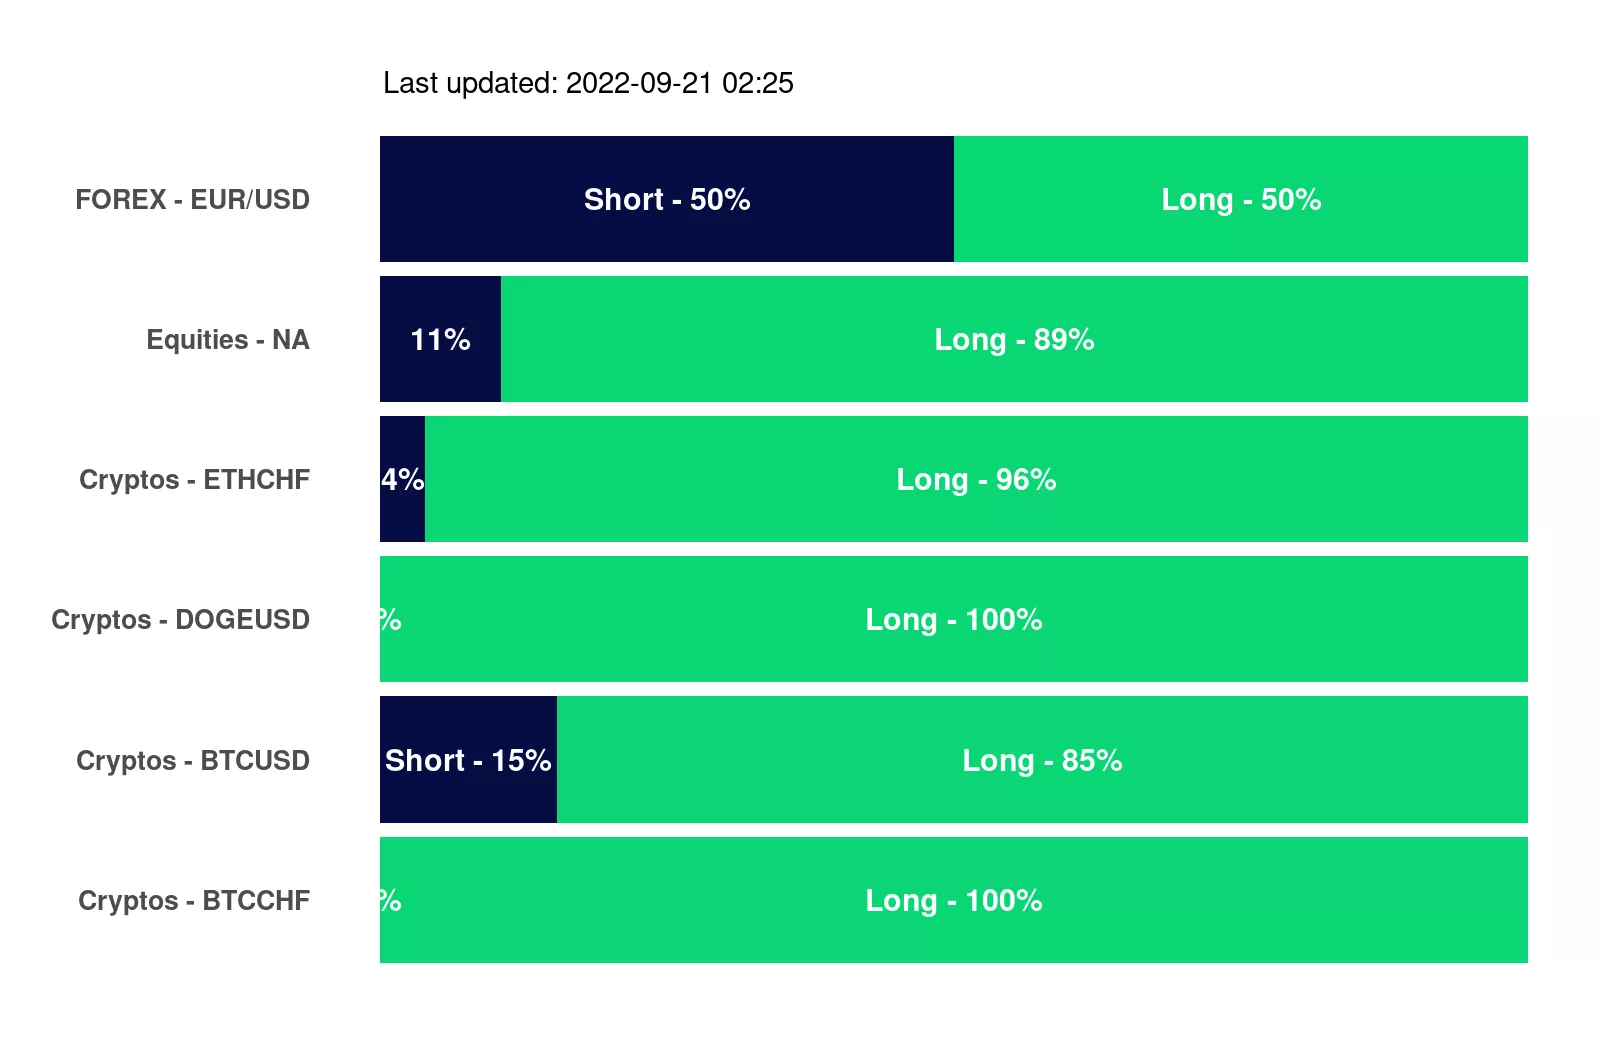 Last updated: 2022-09-21 02:25
FOREX - EUR/USD Short - 50% Long - 50%
Equities - NA 11% Long - 89%
Cryptos - ETHCHF 4% Long - 96%
Cryptos - DOGEUSD % Long - 100%
Cryptos - BTCUSD Short - 15% Long - 85%
Cryptos - BTCCHF % Long - 100%